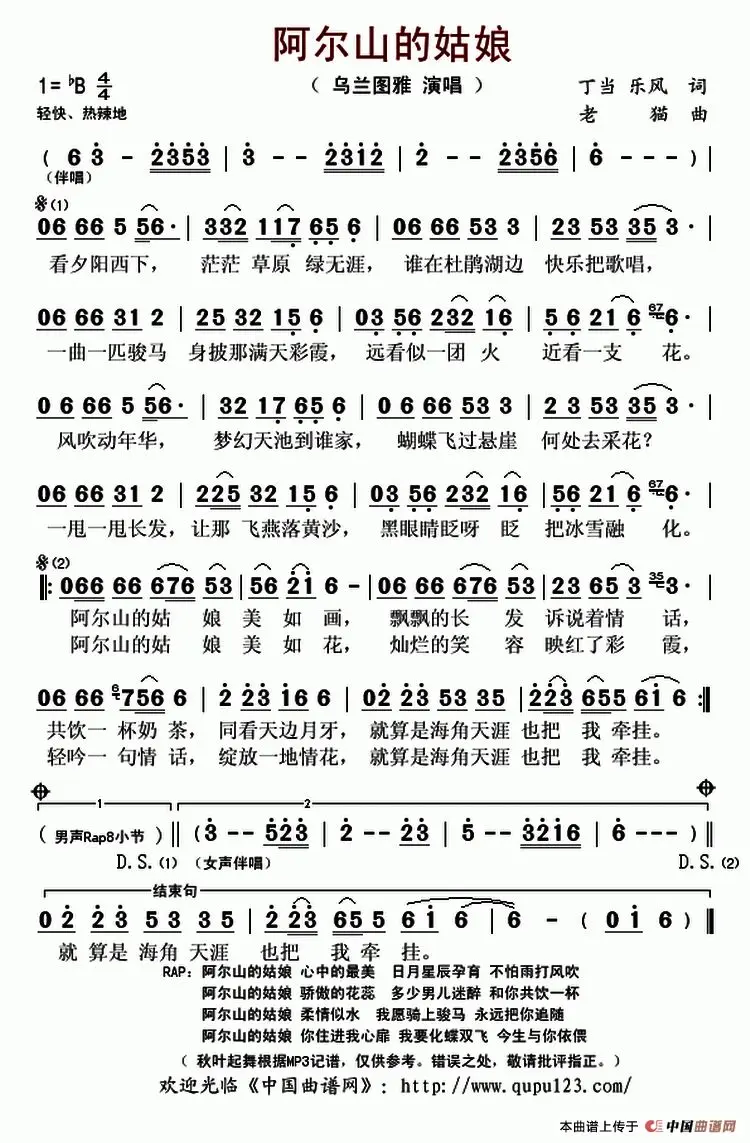 阿尔山的姑娘
1=♭B 4/4 （ 乌兰图雅 演唱 ） 丁当 乐风 词
轻快、热辣地 老 猫 曲
( 6 3 - 2353 | 3 - - 2312 | 2 - - 2356 | 6 - - - ) |
（伴唱）
(1)
06 66 5 56· | 332 117 65 6 | 06 66 53 3 | 23 53 35 3· |
看夕阳西下， 茫茫 草原 绿无涯， 谁在杜鹃湖边 快乐把歌唱，
06 66 31 2 | 25 32 15 6 | 03 56 232 16 | 5 6 21 6 67 6· |
一曲一匹骏马 身披那满天彩霞， 远看似一团 火 近看一支 花。
0 6 66 5 56· | 32 17 65 6 | 06 66 53 3 | 2 3 53 35 3· |
风吹动年华， 梦幻天池到谁家， 蝴蝶飞过悬崖 何处去采花？
06 66 31 2 | 225 32 15 6 | 03 56 232 16 | 56 21 6 67 6· |
一甩一甩长发，让那 飞燕落黄沙， 黑眼睛眨呀 眨 把冰雪融 化。
(2)
‖: 066 66 676 53 | 56 21 6 - | 066 66 676 53 | 23 65 3 35 3· |
阿尔山的姑 娘 美 如 画， 飘飘的长 发 诉说着情 话，
阿尔山的姑 娘 美 如 花， 灿烂的笑 容 映红了彩 霞，
06 66 6 756 6 | 2 23 16 6 | 02 23 53 35 | 223 655 61 6 :‖
共饮一 杯奶 茶， 同看天边月牙， 就算是海角天涯 也把 我 牵挂。
轻吟一 句情 话， 绽放一地情花， 就算是海角天涯 也把 我 牵挂。
1 2
( 男声Rap8小节 ) ‖ (3 - - 523 | 2 - - 23 | 5 - - 3216 | 6 - - - ) ‖
D.S.(1) （女声伴唱） D.S.(2)
结束句
02 23 53 35 | 223 65 5 61 6 | 6 - ( 01 6 ) ‖
就 算是 海角 天涯 也把 我 牵 挂。
RAP：阿尔山的姑娘 心中的最美 日月星辰孕育 不怕雨打风吹
阿尔山的姑娘 骄傲的花蕊 多少男儿迷醉 和你共饮一杯
阿尔山的姑娘 柔情似水 我愿骑上骏马 永远把你追随
阿尔山的姑娘 你住进我心扉 我要化蝶双飞 今生与你依偎
（ 秋叶起舞根据MP3记谱，仅供参考。错误之处，敬请批评指正。）
欢迎光临《中国曲谱网》：http://www.qupu123.com/
本曲谱上传于 中国曲谱网